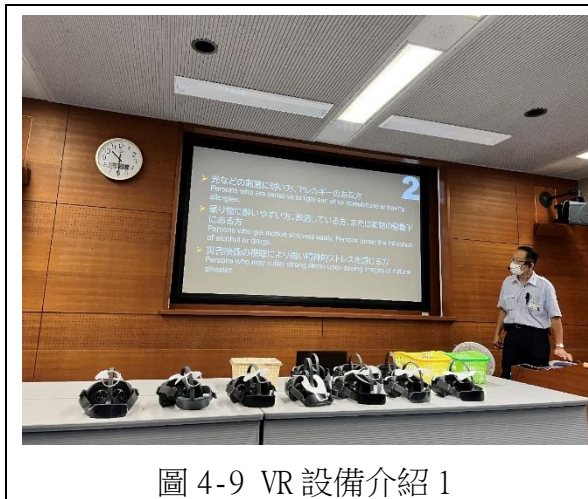 2
➤ 光などの刺激に弱い方、アレルギーのある方
Persons who are sensitive to light and other stimulature or having
allergies.
➤ 乗り物に酔いやすい方、飲酒している方、または薬物の影響下
にある方
Persons who get motion sickness easily. Persons under the influence
of alcohol or drugs.
➤ 災害映像の視聴により強い精神的ストレスを感じる方
Persons who may suffer strong stress upon seeing images of natural
disaster.
圖 4-9 VR 設備介紹 1